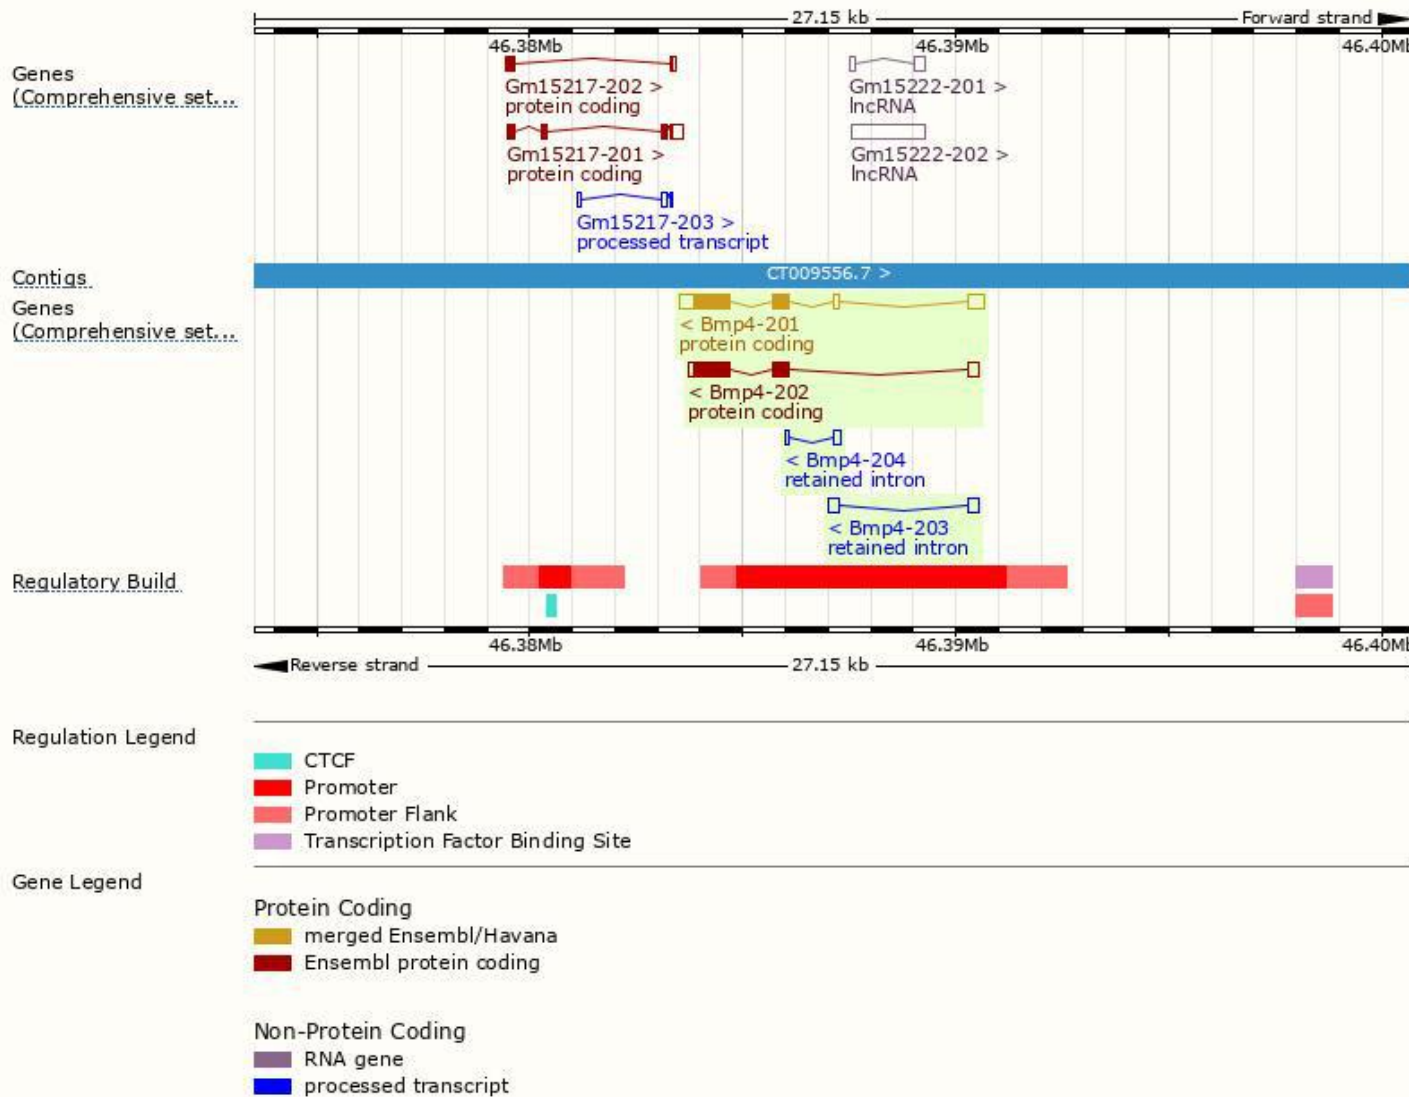 27.15 kb
Forward strand
46.38Mb
46.39Mb
46.40Mb
Genes
(Comprehensive set...
Gm15217-202 >
protein coding
Gm15222-201 >
lncRNA
Gm15217-201 >
protein coding
Gm15222-202 >
lncRNA
Gm15217-203 >
processed transcript
Contigs
CT009556.7 >
Genes
(Comprehensive set...
< Bmp4-201
protein coding
< Bmp4-202
protein coding
< Bmp4-204
retained intron
< Bmp4-203
retained intron
Regulatory Build
46.38Mb
46.39Mb
46.40Mb
Reverse strand
27.15 kb
Regulation Legend
CTCF
Promoter
Promoter Flank
Transcription Factor Binding Site
Gene Legend
Protein Coding
merged Ensembl/Havana
Ensembl protein coding
Non-Protein Coding
RNA gene
processed transcript